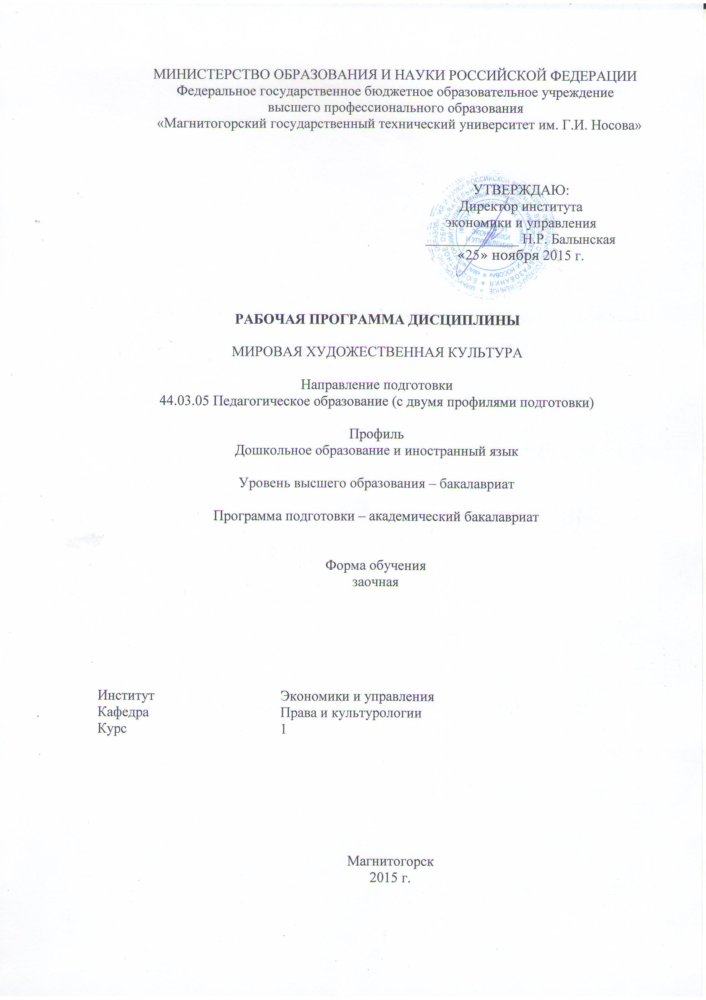 МИНИСТЕРСТВО ОБРАЗОВАНИЯ И НАУКИ РОССИЙСКОЙ ФЕДЕРАЦИИ
Федеральное государственное бюджетное образовательное учреждение
высшего профессионального образования
«Магнитогорский государственный технический университет им. Г.И. Носова»
УТВЕРЖДАЮ:
Директор института
экономики и управления
Н.Р. Балынская
«25» ноября 2015 г.
ИНСТИТУТ
ЭКОНОМИКИ
И УПРАВЛЕНИЯ
РАБОЧАЯ ПРОГРАММА ДИСЦИПЛИНЫ
МИРОВАЯ ХУДОЖЕСТВЕННАЯ КУЛЬТУРА
Направление подготовки
44.03.05 Педагогическое образование (с двумя профилями подготовки)
Профиль
Дошкольное образование и иностранный язык
Уровень высшего образования – бакалавриат
Программа подготовки – академический бакалавриат
Форма обучения
заочная
Институт Экономики и управления
Кафедра Права и культурологии
Курс 1
Магнитогорск
2015 г.